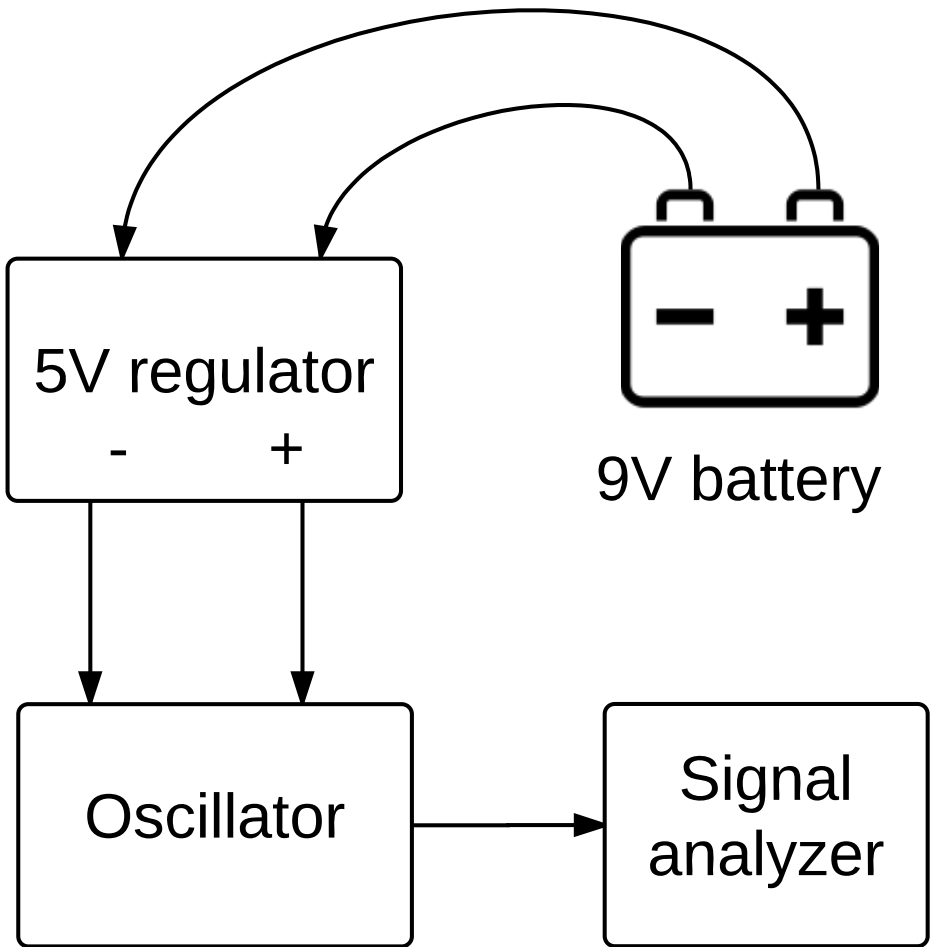 5V regulator
- +
9V battery
Oscillator
Signal
analyzer